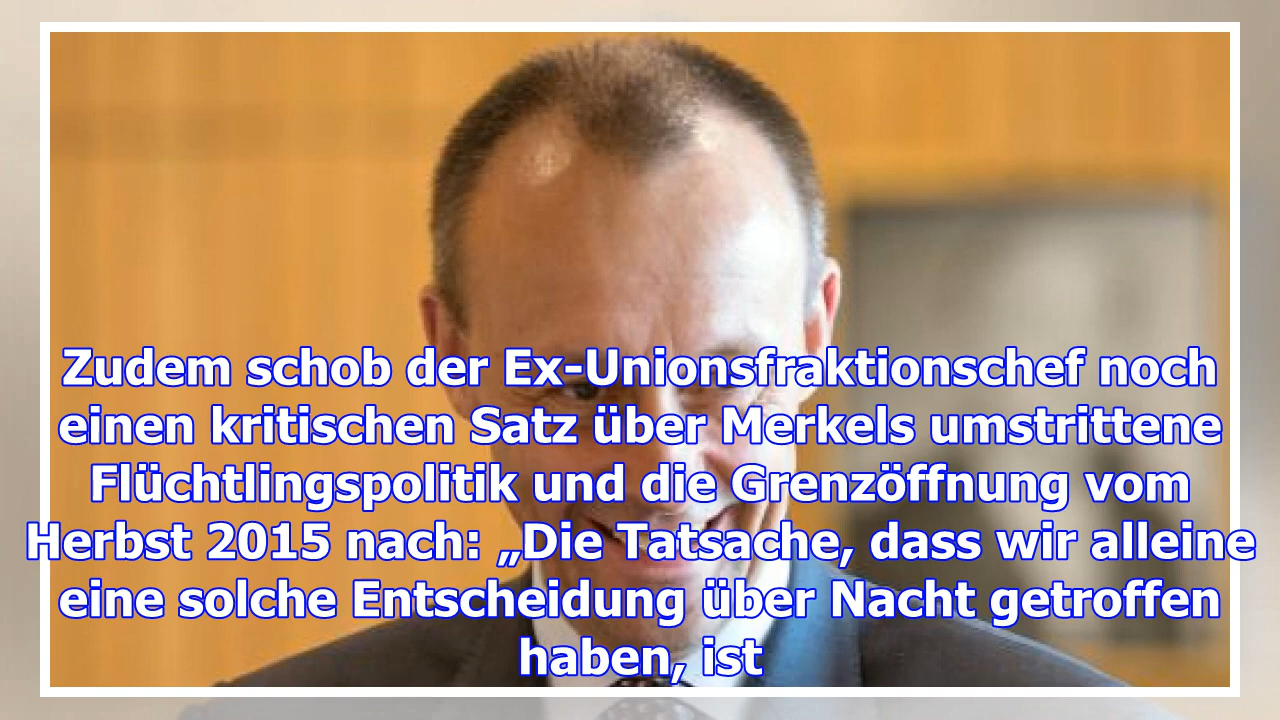 Zudem schob der Ex-Unionsfraktionschef noch
einen kritischen Satz über Merkels umstrittene
Flüchtlingspolitik und die Grenzöffnung vom
Herbst 2015 nach: „Die Tatsache, dass wir alleine
eine solche Entscheidung über Nacht getroffen
haben, ist